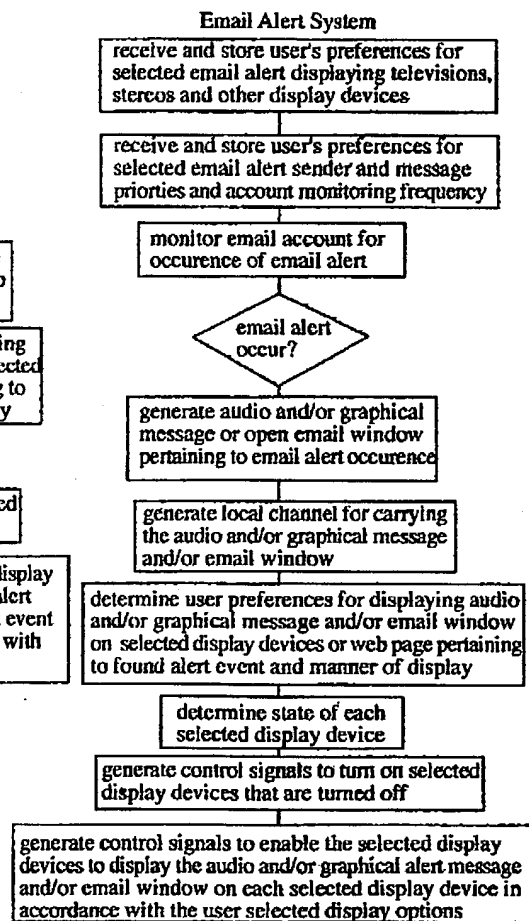 Email Alert System
receive and store user's preferences for
selected email alert displaying televisions,
stereos and other display devices
receive and store user's preferences for
selected email alert sender and message
priorties and account monitoring frequency
monitor email account for
occurence of email alert
email alert
occur?
generate audio and/or graphical
message or open email window
pertaining to email alert occurence
generate local channel for carrying
the audio and/or graphical message
and/or email window
determine user preferences for displaying audio
and/or graphical message and/or email window
on selected display devices or web page pertaining
to found alert event and manner of display
determine state of each
selected display device
generate control signals to turn on selected
display devices that are turned off
generate control signals to enable the selected display
devices to display the audio and/or graphical alert message
and/or email window on each selected display device in
accordance with the user selected display options
ing
ected
g to
y
ed
display
lert
event
with